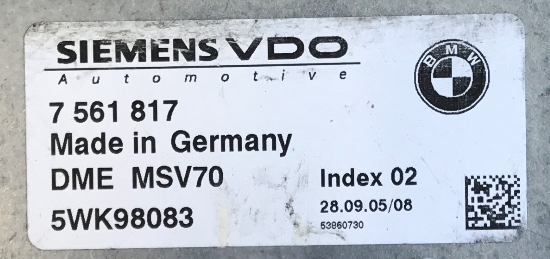 SIEMENS VDO
Automotive
BMW
7 561 817
Made in Germany
DME MSV70 Index 02
5WK98083 28.09.05/08
53860730